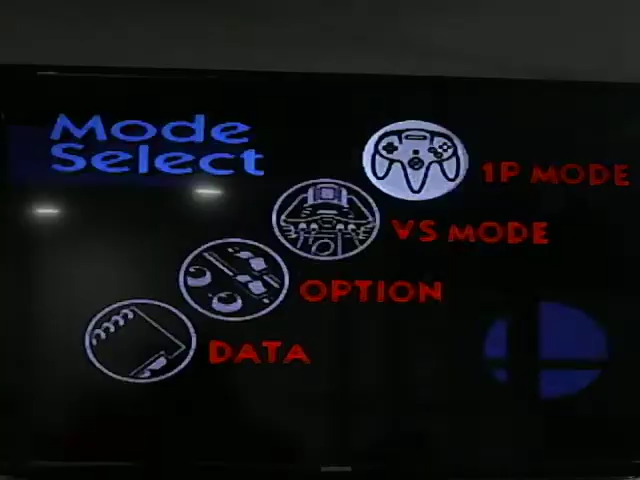 Mode
Select
1P MODE
VS MODE
OPTION
DATA